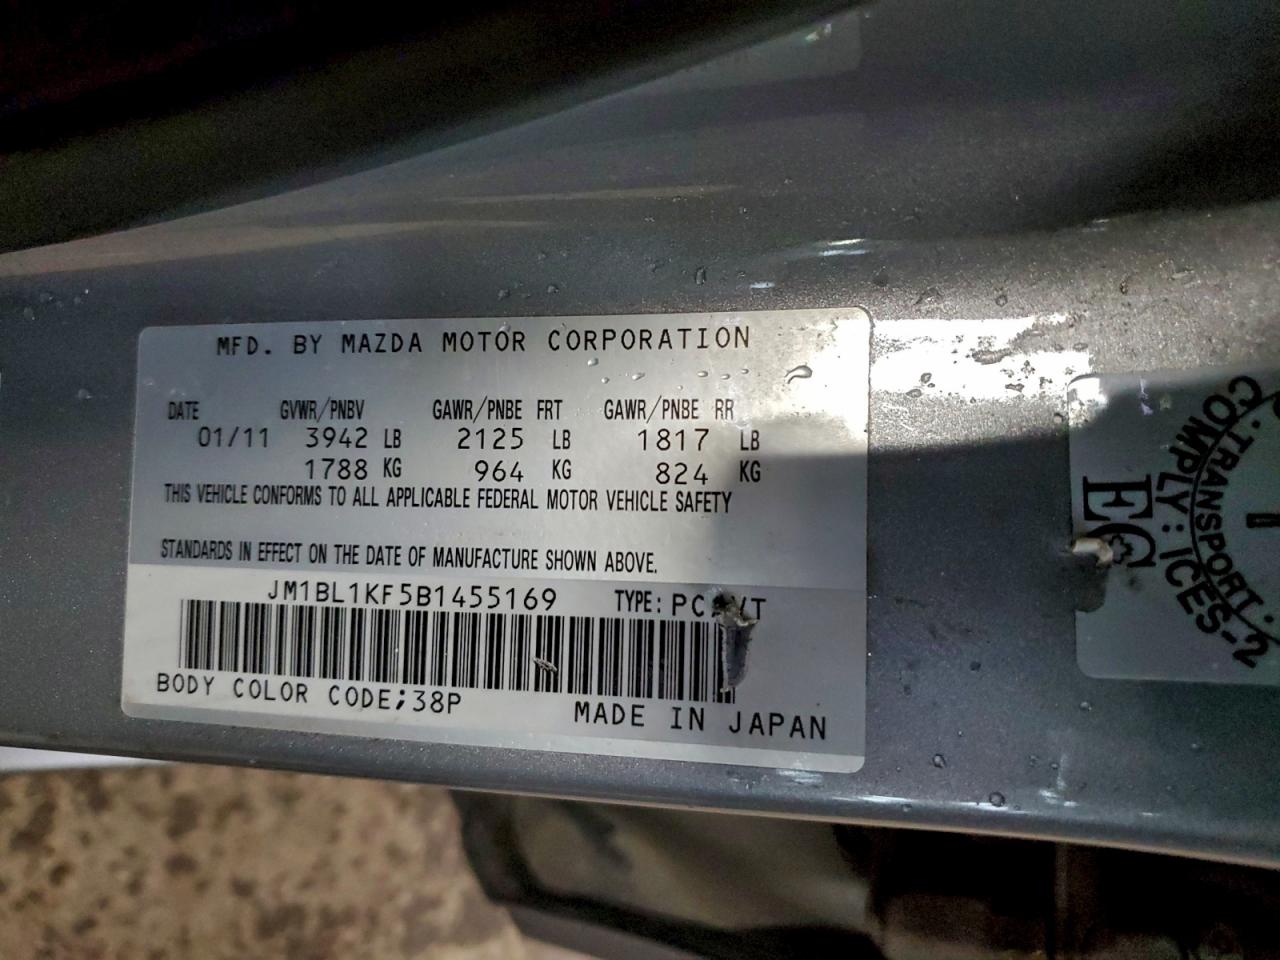 MFD. BY MAZDA MOTOR CORPORATION
DATE GVWR/PNBV GAWR/PNBE FRT GAWR/PNBE RR
01/11 3942 LB 2125 LB 1817 LB
1788 KG 964 KG 824 KG
THIS VEHICLE CONFORMS TO ALL APPLICABLE FEDERAL MOTOR VEHICLE SAFETY
STANDARDS IN EFFECT ON THE DATE OF MANUFACTURE SHOWN ABOVE.
JM1BL1KF5B1455169 TYPE:
BODY COLOR CODE;38P
MADE IN JAPAN
TRANSPORT
COMPLY: ICES-2